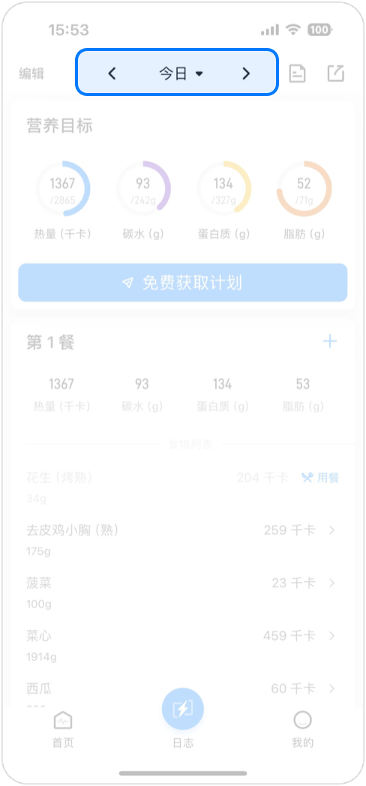 15:53
100
编辑
今日
营养目标
1367 93 134 52
/2865 /242g /327g /71g
热量 (千卡) 碳水 (g) 蛋白质 (g) 脂肪 (g)
免费获取计划
第 1 餐
1367 93 134 53
热量 (千卡) 碳水 (g) 蛋白质 (g) 脂肪 (g)
花生 (烤熟) 204 千卡 用餐
34g
去皮鸡小胸 (熟) 259 千卡
175g
菠菜 23 千卡
100g
菜心 459 千卡
1914g
西瓜 60 千卡
首页 日志 我的